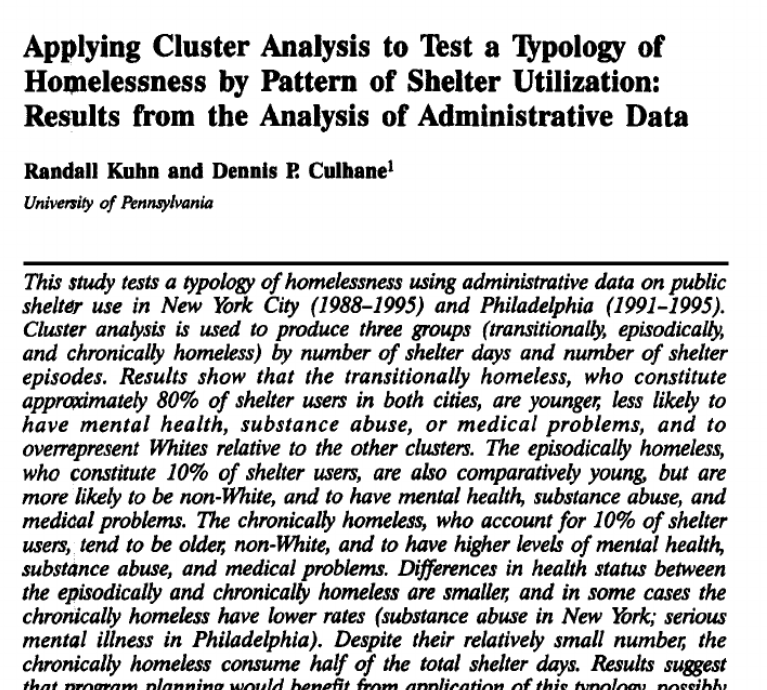 Applying Cluster Analysis to Test a Typology of
Homelessness by Pattern of Shelter Utilization:
Results from the Analysis of Administrative Data
Randall Kuhn and Dennis P. Culhane¹
University of Pennsylvania
This study tests a typology of homelessness using administrative data on public
shelter use in New York City (1988–1995) and Philadelphia (1991–1995).
Cluster analysis is used to produce three groups (transitionally, episodically,
and chronically homeless) by number of shelter days and number of shelter
episodes. Results show that the transitionally homeless, who constitute
approximately 80% of shelter users in both cities, are younger, less likely to
have mental health, substance abuse, or medical problems, and to
overrepresent Whites relative to the other clusters. The episodically homeless,
who constitute 10% of shelter users, are also comparatively young, but are
more likely to be non-White, and to have mental health, substance abuse, and
medical problems. The chronically homeless, who account for 10% of shelter
users, tend to be older, non-White, and to have higher levels of mental health,
substance abuse, and medical problems. Differences in health status between
the episodically and chronically homeless are smaller, and in some cases the
chronically homeless have lower rates (substance abuse in New York; serious
mental illness in Philadelphia). Despite their relatively small number, the
chronically homeless consume half of the total shelter days. Results suggest
that program planning would benefit from application of this typology, possibly